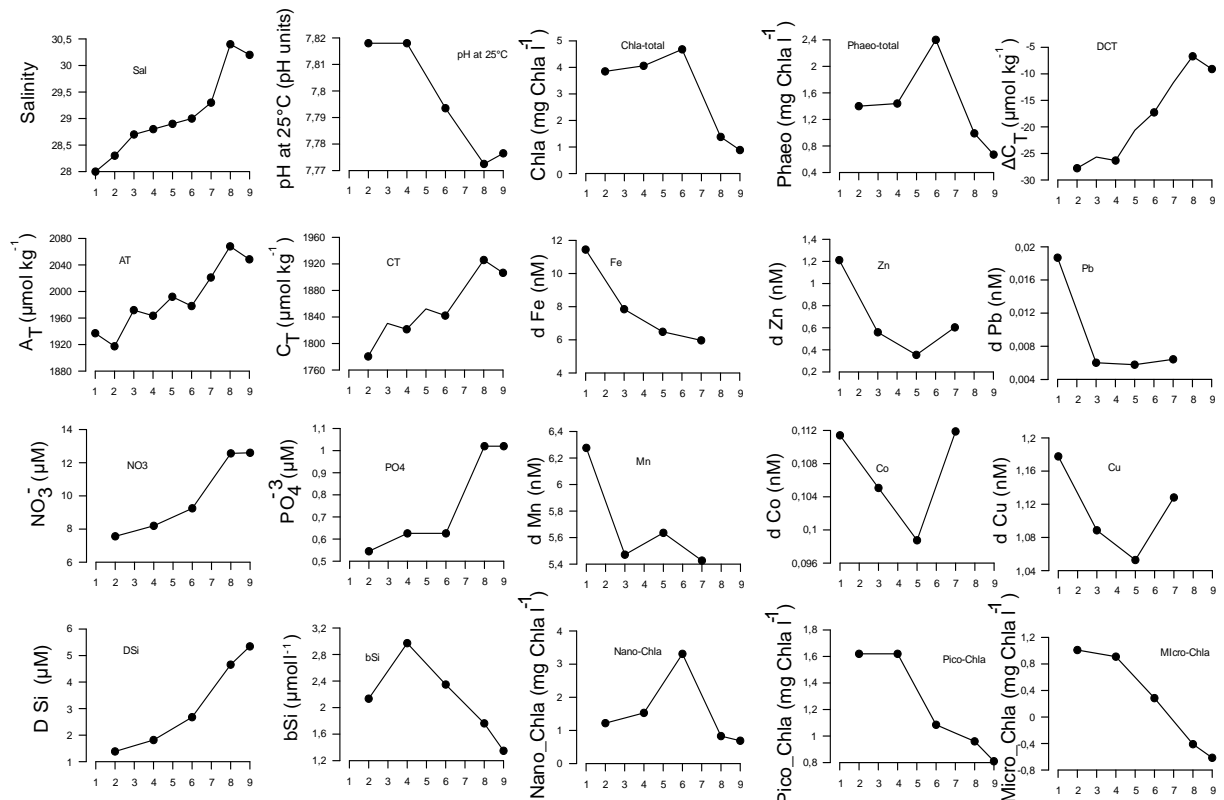 Salinity
30,5
30
29,5
29
28,5
28
Sal
1 2 3 4 5 6 7 8 9
pH at 25°C (pH units)
7,82
7,81
7,8
7,79
7,78
7,77
pH at 25°C
1 2 3 4 5 6 7 8 9
Chla (mg Chla l-1)
5
4
3
2
1
0
Chla-total
1 2 3 4 5 6 7 8 9
Phaeo (mg Chla l-1)
2,4
2
1,6
1,2
0,8
0,4
Phaeo-total
1 2 3 4 5 6 7 8 9
ΔCT (μmol kg-1)
-5
-10
-15
-20
-25
-30
DCT
1 2 3 4 5 6 7 8 9
AT (μmol kg-1)
2080
2040
2000
1960
1920
1880
AT
1 2 3 4 5 6 7 8 9
CT (μmol kg-1)
1960
1920
1880
1840
1800
1760
CT
1 2 3 4 5 6 7 8 9
d Fe (nM)
12
10
8
6
4
Fe
1 2 3 4 5 6 7 8 9
d Zn (nM)
1,4
1,2
1
0,8
0,6
0,4
0,2
Zn
1 2 3 4 5 6 7 8 9
d Pb (nM)
0,02
0,016
0,012
0,008
0,004
Pb
1 2 3 4 5 6 7 8 9
NO3- (μM)
14
12
10
8
6
NO3
1 2 3 4 5 6 7 8 9
PO4-3 (μM)
1,1
1
0,9
0,8
0,7
0,6
0,5
PO4
1 2 3 4 5 6 7 8 9
d Mn (nM)
6,4
6,2
6
5,8
5,6
5,4
Mn
1 2 3 4 5 6 7 8 9
d Co (nM)
0,112
0,108
0,104
0,1
0,096
Co
1 2 3 4 5 6 7 8 9
d Cu (nM)
1,2
1,16
1,12
1,08
1,04
Cu
1 2 3 4 5 6 7 8 9
D Si (μM)
6
5
4
3
2
1
DSi
1 2 3 4 5 6 7 8 9
bSi (μmol l-1)
3,2
2,8
2,4
2
1,6
1,2
bSi
1 2 3 4 5 6 7 8 9
Nano_Chla (mg Chla l-1)
4
3
2
1
0
Nano-Chla
1 2 3 4 5 6 7 8 9
Pico_Chla (mg Chla l-1)
1,8
1,6
1,4
1,2
1
0,8
Pico-Chla
1 2 3 4 5 6 7 8 9
Micro_Chla (mg Chla l-1)
1,2
0,8
0,4
0
-0,4
-0,8
MIcro-Chla
1 2 3 4 5 6 7 8 9